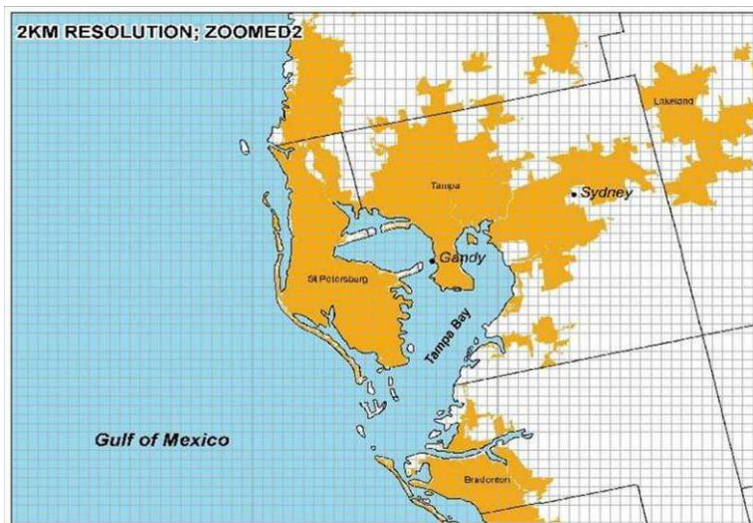 2KM RESOLUTION; ZOOMED2
Lakeland
Tampa
Sydney
Gandy
St Petersburg
Tampa Bay
Gulf of Mexico
Bradenton